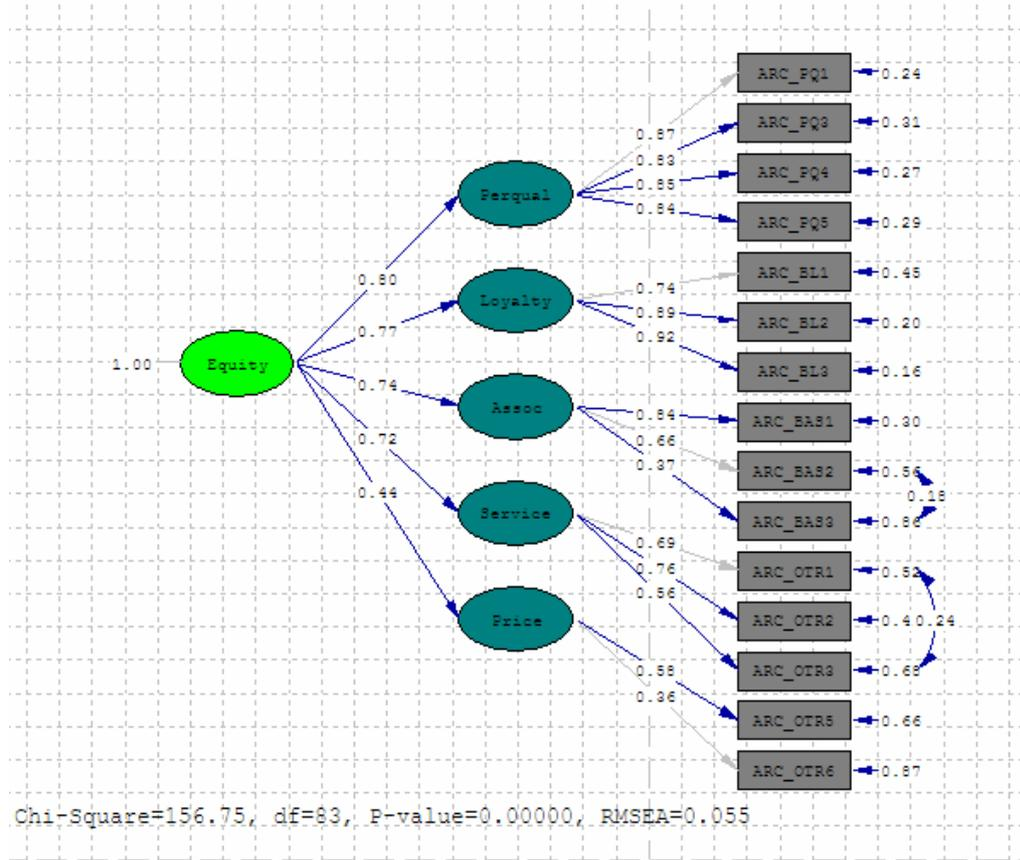 ARC_PQ1
0.24
0.87
ARC_PQ3
0.31
0.83
ARC_PQ4
0.27
0.85
Perqual
ARC_PQ5
0.29
0.84
ARC_BL1
0.45
0.80
0.74
Loyalty
ARC_BL2
0.20
0.89
0.77
0.92
1.00
Equity
ARC_BL3
0.16
0.74
Assoc
0.84
ARC_BAS1
0.30
0.72
0.66
0.37
ARC_BAS2
0.56
0.44
0.18
Service
ARC_BAS3
0.86
0.69
0.76
ARC_OTR1
0.52
0.56
Price
ARC_OTR2
0.4
0.24
0.58
ARC_OTR3
0.36
ARC_OTR5
0.66
ARC_OTR6
0.87
Chi-Square=156.75, df=83, P-value=0.00000, RMSEA=0.055